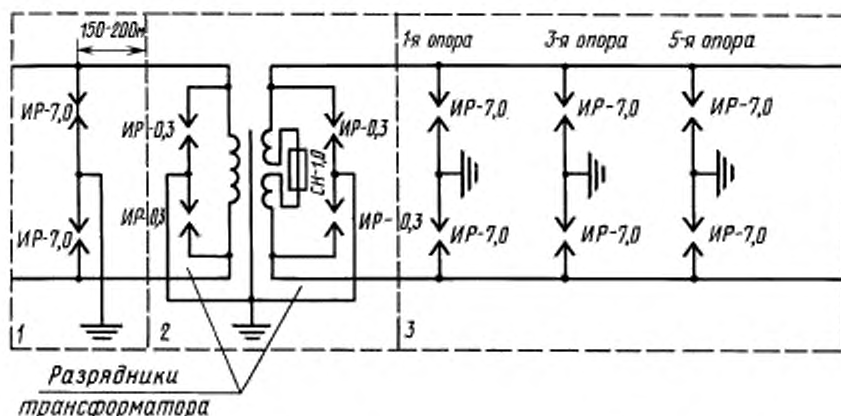 150-200м
1-я опора
3-я опора
5-я опора
ИР-7,0
ИР-0,3
ИР-0,3
ИР-7,0
ИР-7,0
ИР-7,0
СН-1,0
ИР-7,0
ИР-0,3
ИР-0,3
ИР-7,0
ИР-7,0
ИР-7,0
1
2
3
Разрядники
трансформатора